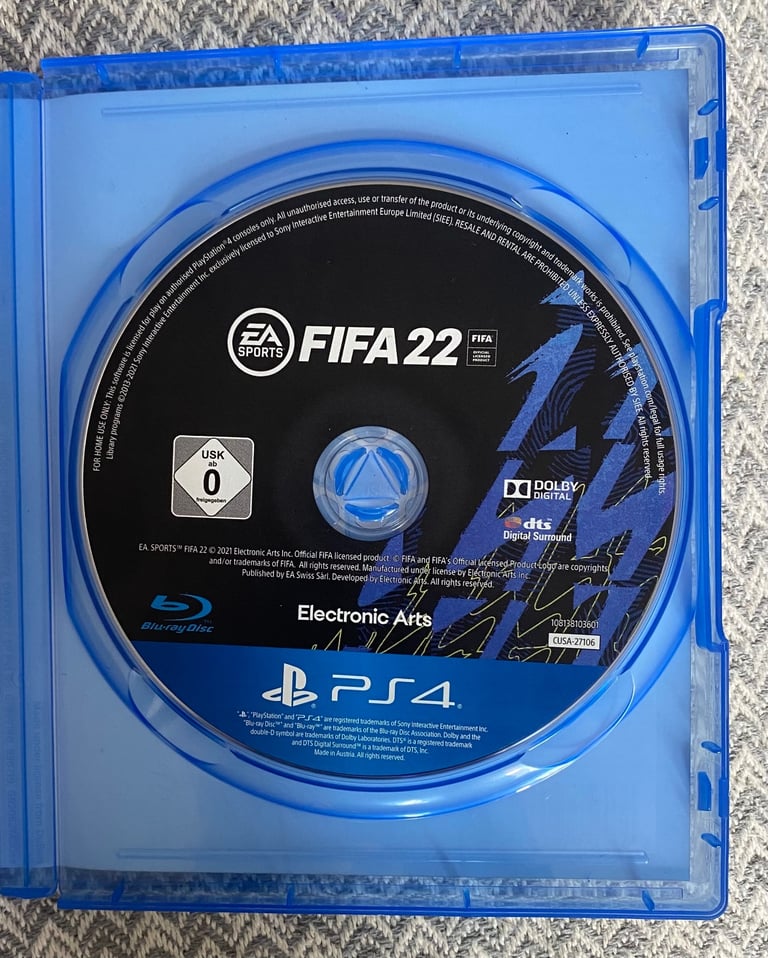 FOR HOME USE ONLY: This software is licensed for play on authorised PlayStation®4 consoles only. All unauthorised access, use or transfer of the product or its underlying copyright and trademark works is prohibited. See playstation.com/legal for full usage rights.
Library programs ©2013-2021 Sony Interactive Entertainment Inc. exclusively licensed to Sony Interactive Entertainment Europe Limited (SIEE). RESALE AND RENTAL ARE PROHIBITED UNLESS EXPRESSLY AUTHORISED BY SIEE. All rights reserved.
EA
SPORTS
FIFA 22
FIFA
OFFICIAL
LICENSED
PRODUCT
USK
ab
0
freigegeben
DOLBY
DIGITAL
dts
Digital Surround
EA SPORTS™ FIFA 22 © 2021 Electronic Arts Inc. Official FIFA licensed product. © FIFA and FIFA's Official Licensed Product Logo are copyrights
and/or trademarks of FIFA. All rights reserved. Manufactured under license by Electronic Arts Inc.
Published by EA Swiss Sàrl. Developed by Electronic Arts. All rights reserved.
Blu-ray Disc™
Electronic Arts
108138103601
CUSA-27106
PS4
"PlayStation" and "PS4" are registered trademarks of Sony Interactive Entertainment Inc.
"Blu-ray Disc™" and "Blu-ray™" are trademarks of the Blu-ray Disc Association. Dolby and the
double-D symbol are trademarks of Dolby Laboratories. DTS® is a registered trademark
and DTS Digital Surround™ is a trademark of DTS, Inc.
Made in Austria. All rights reserved.